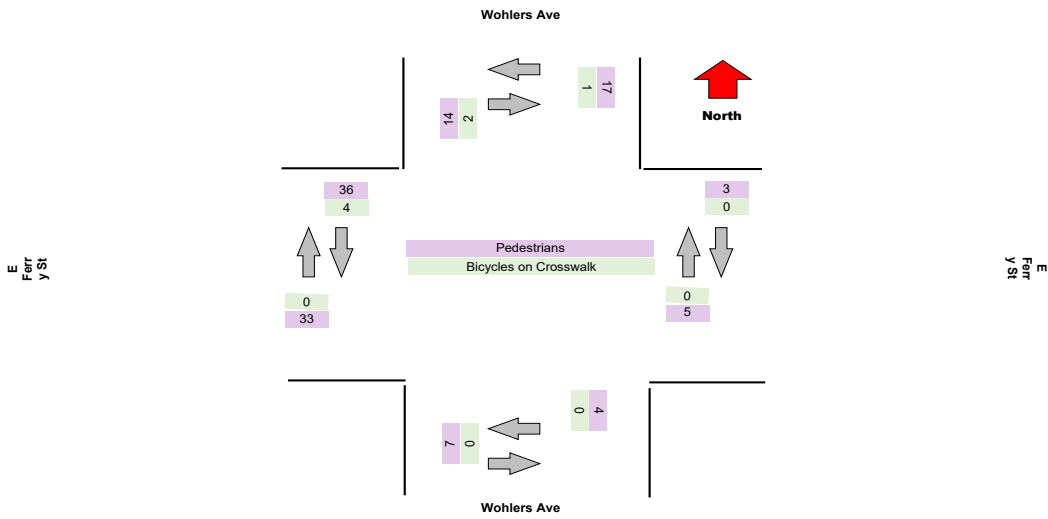 Wohlers Ave
1
17
14
2
North
36
4
3
0
Pedestrians
Bicycles on Crosswalk
E
Ferr
y St
E
Ferr
y St
0
33
0
5
0
4
7
0
Wohlers Ave